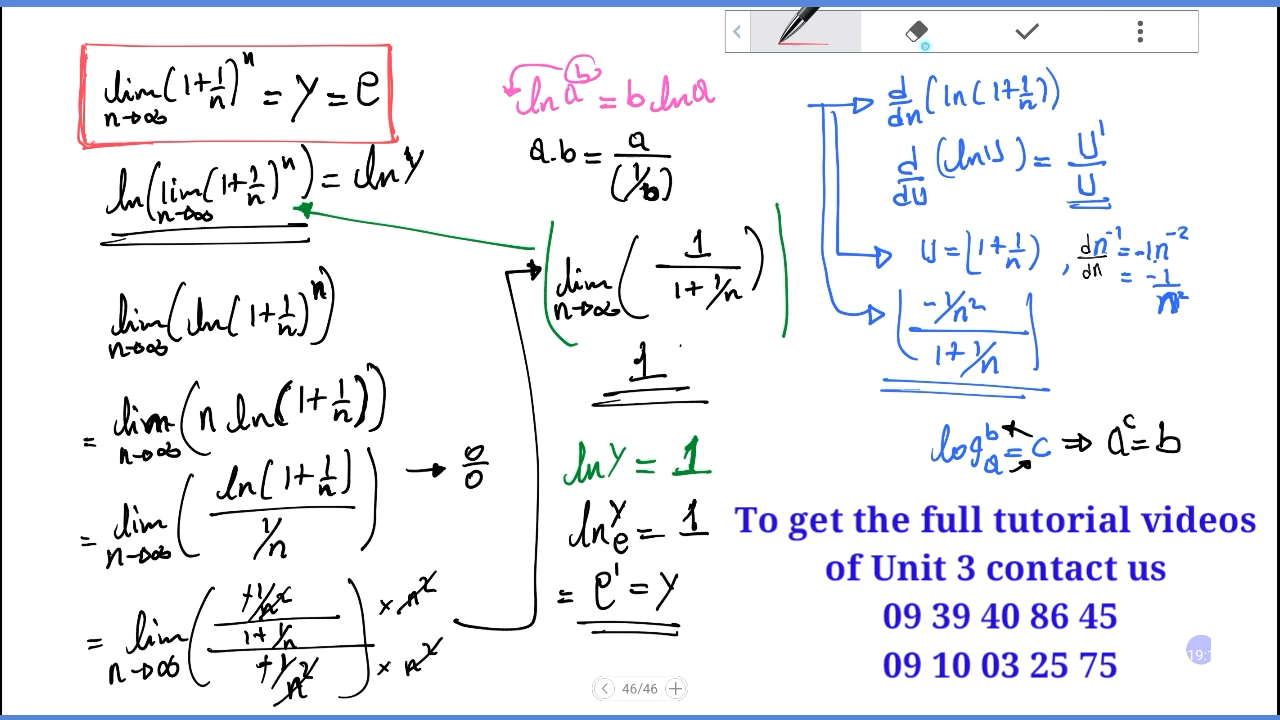 lim n→∞ (1+1/n)^n = y = e
ln(lim n→∞ (1+1/n)^n) = ln y
lim n→∞ (ln(1+1/n)^n)
= lim n→∞ (n ln(1+1/n))
= lim n→∞ (ln(1+1/n) / 1/n) → 0/0
= lim n→∞ ((+1/n² / 1+1/n) / +1/n²) × n² × n²
ln a^b = b ln a
a.b = a/(1/b)
(lim n→∞ (1 / 1+1/n))
1
ln y = 1
ln_e^y = 1
= e^1 = y
d/dn (ln(1+1/n))
d/du (ln u) = u'/u
u = (1+1/n) , dn^-1/dn = -1n^-2
= -1/n²
(-1/n² / 1+1/n)
log_a^b = c ⇒ a^c = b
To get the full tutorial videos
of Unit 3 contact us
09 39 40 86 45
09 10 03 25 75
46/46